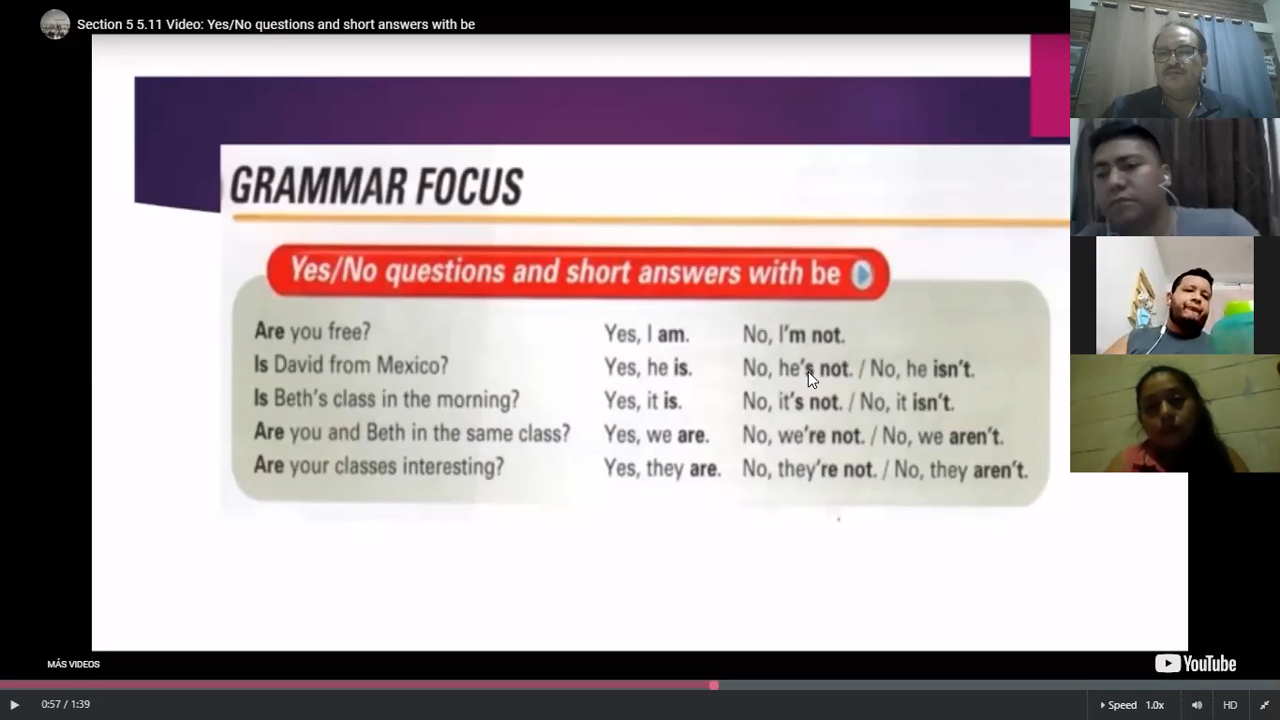 Section 5 5.11 Video: Yes/No questions and short answers with be
GRAMMAR FOCUS
Yes/No questions and short answers with be
Are you free? Yes, I am. No, I'm not.
Is David from Mexico? Yes, he is. No, he's not. / No, he isn't.
Is Beth's class in the morning? Yes, it is. No, it's not. / No, it isn't.
Are you and Beth in the same class? Yes, we are. No, we're not. / No, we aren't.
Are your classes interesting? Yes, they are. No, they're not. / No, they aren't.
MÁS VIDEOS
YouTube
0:57 / 1:39
Speed 1.0x
HD